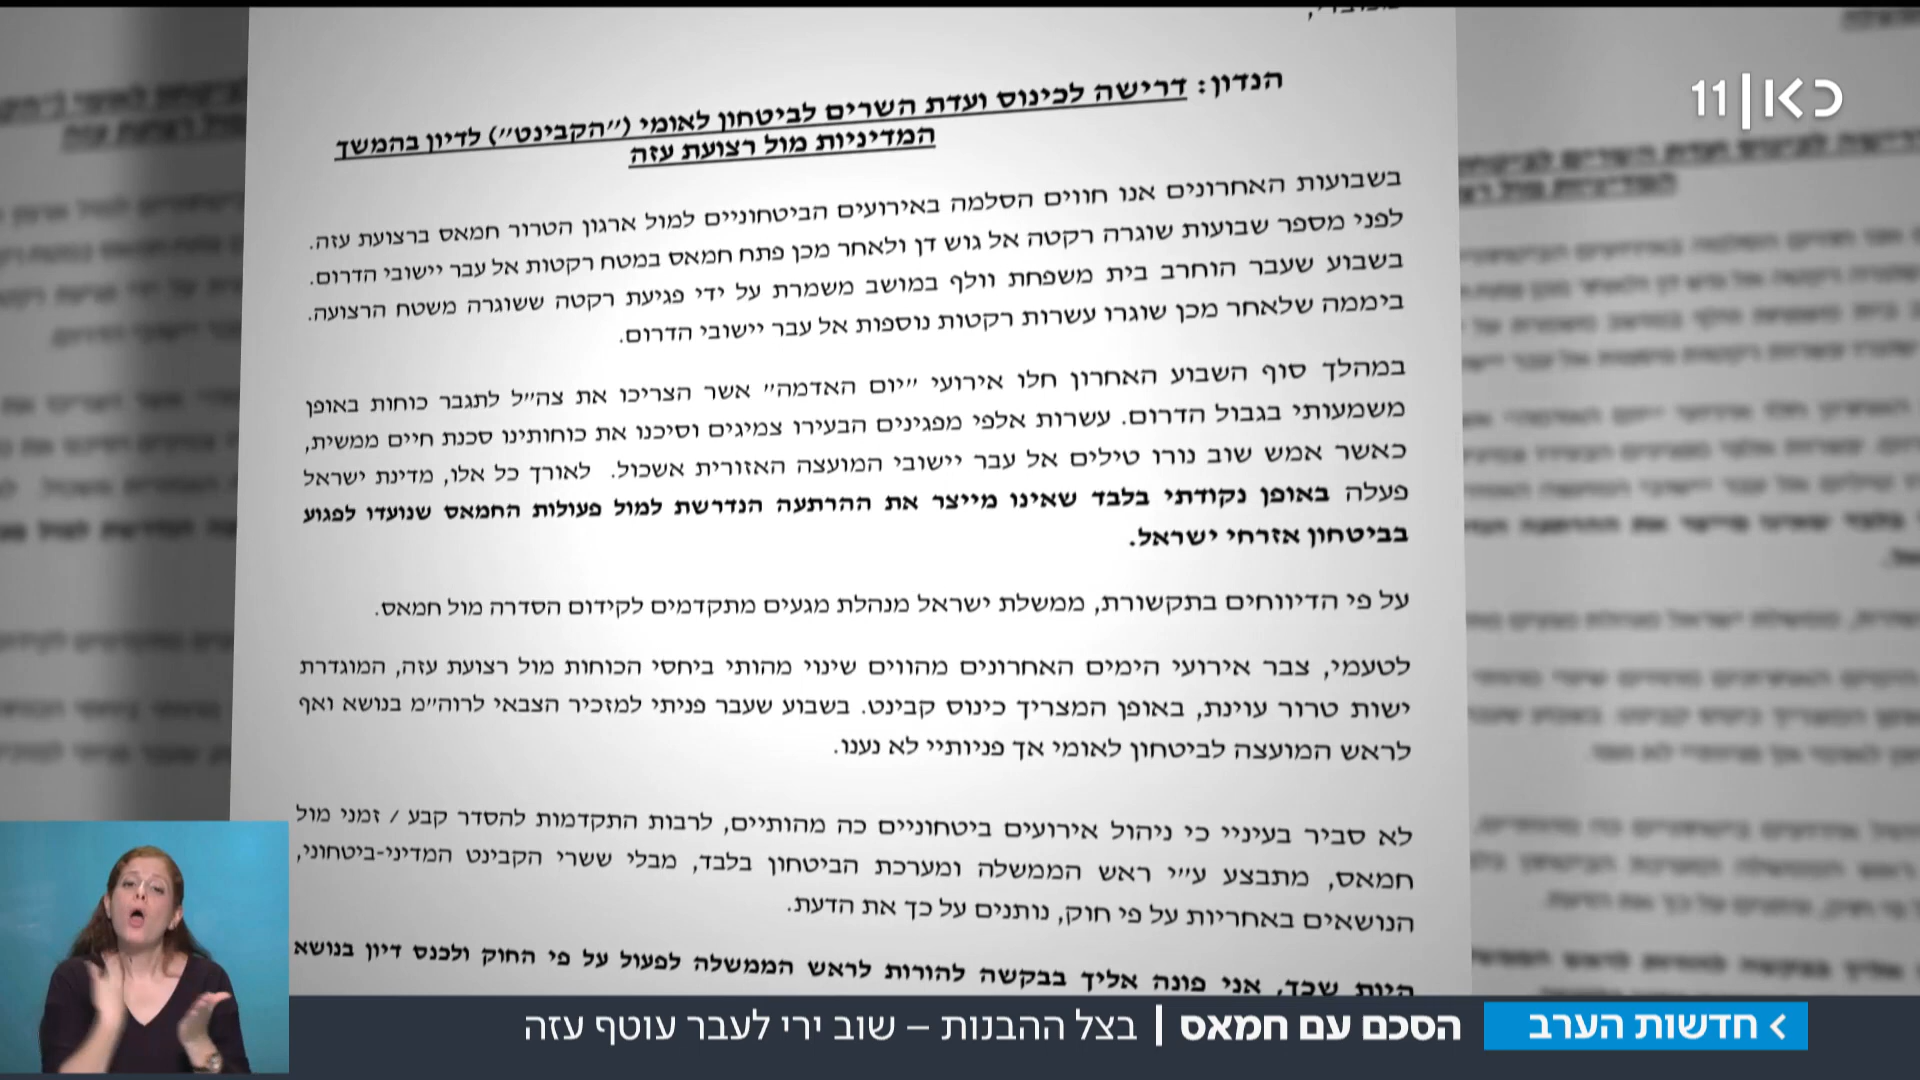 כאן 11
הנדון: דרישה לכינוס ועדת השרים לביטחון לאומי ("הקבינט") לדיון בהמשך
המדיניות מול רצועת עזה
בשבועות האחרונים אנו חווים הסלמה באירועים הביטחוניים למול ארגון הטרור חמאס ברצועת עזה.
לפני מספר שבועות שוגרה רקטה אל גוש דן ולאחר מכן פתח חמאס במטח רקטות אל עבר יישובי הדרום.
בשבוע שעבר הוחרב בית משפחת וולף במושב משמרת על ידי פגיעת רקטה ששוגרה משטח הרצועה.
ביממה שלאחר מכן שוגרו עשרות רקטות נוספות אל עבר יישובי הדרום.
במהלך סוף השבוע האחרון חלו אירועי "יום האדמה" אשר הצריכו את צה"ל לתגבר כוחות באופן
משמעותי בגבול הדרום. עשרות אלפי מפגינים הבעירו צמיגים וסיכנו את כוחותינו סכנת חיים ממשית,
כאשר אמש שוב נורו טילים אל עבר יישובי המועצה האזורית אשכול. לאורך כל אלו, מדינת ישראל
פעלה באופן נקודתי בלבד שאינו מייצר את ההרתעה הנדרשת למול פעולות החמאס שנועדו לפגוע
בביטחון אזרחי ישראל.
על פי הדיווחים בתקשורת, ממשלת ישראל מנהלת מגעים מתקדמים לקידום הסדרה מול חמאס.
לטעמי, צבר אירועי הימים האחרונים מהווים שינוי מהותי ביחסי הכוחות מול רצועת עזה, המוגדרת
ישות טרור עוינת, באופן המצריך כינוס קבינט. בשבוע שעבר פניתי למזכיר הצבאי לרוה"מ בנושא ואף
לראש המועצה לביטחון לאומי אך פניותיי לא נענו.
לא סביר בעיניי כי ניהול אירועים ביטחוניים כה מהותיים, לרבות התקדמות להסדר קבע / זמני מול
חמאס, מתבצע ע"י ראש הממשלה ומערכת הביטחון בלבד, מבלי ששרי הקבינט המדיני-ביטחוני,
הנושאים באחריות על פי חוק, נותנים על כך את הדעת.
היות שכך, אני פונה אליך בבקשה להורות לראש הממשלה לפעול על פי החוק ולכנס דיון בנושא
חדשות הערב
הסכם עם חמאס | בצל ההבנות – שוב ירי לעבר עוטף עזה